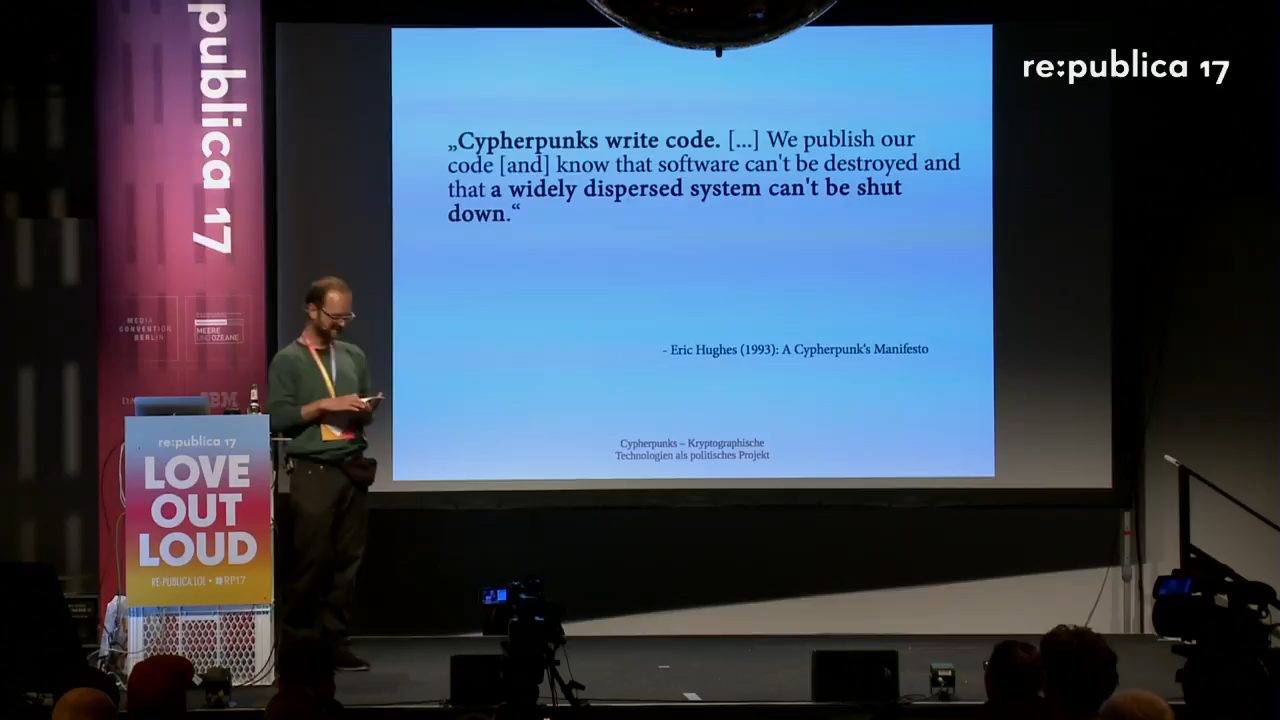 publica 17
re:publica 17
„Cypherpunks write code. [...] We publish our
code [and] know that software can't be destroyed and
that a widely dispersed system can't be shut
down.“
- Eric Hughes (1993): A Cypherpunk's Manifesto
Cypherpunks – Kryptographische
Technologien als politisches Projekt
MEDIA
CONVENTION
BERLIN
MEERE
UND OZEANE
IBM
re:publica 17
LOVE
OUT
LOUD
RE-PUBLICA.LOL • #RP17